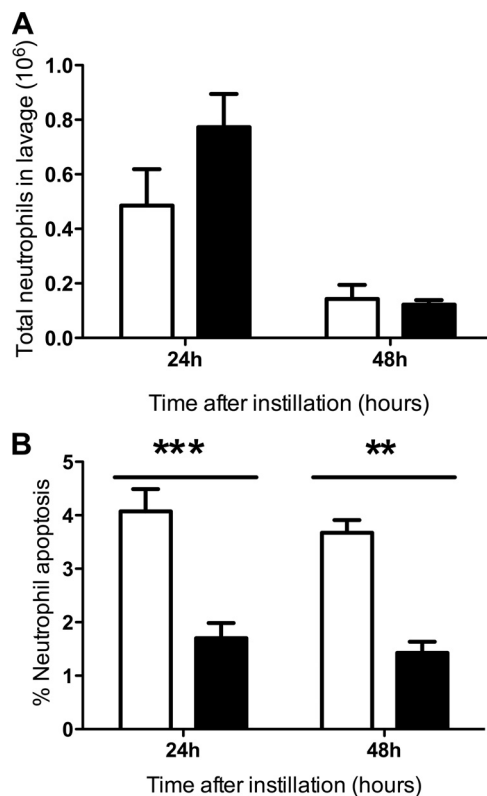 A
Total neutrophils in lavage (10⁶)
1.0
0.8
0.6
0.4
0.2
0.0
24h
48h
Time after instillation (hours)
B
***
**
% Neutrophil apoptosis
5
4
3
2
1
0
24h
48h
Time after instillation (hours)